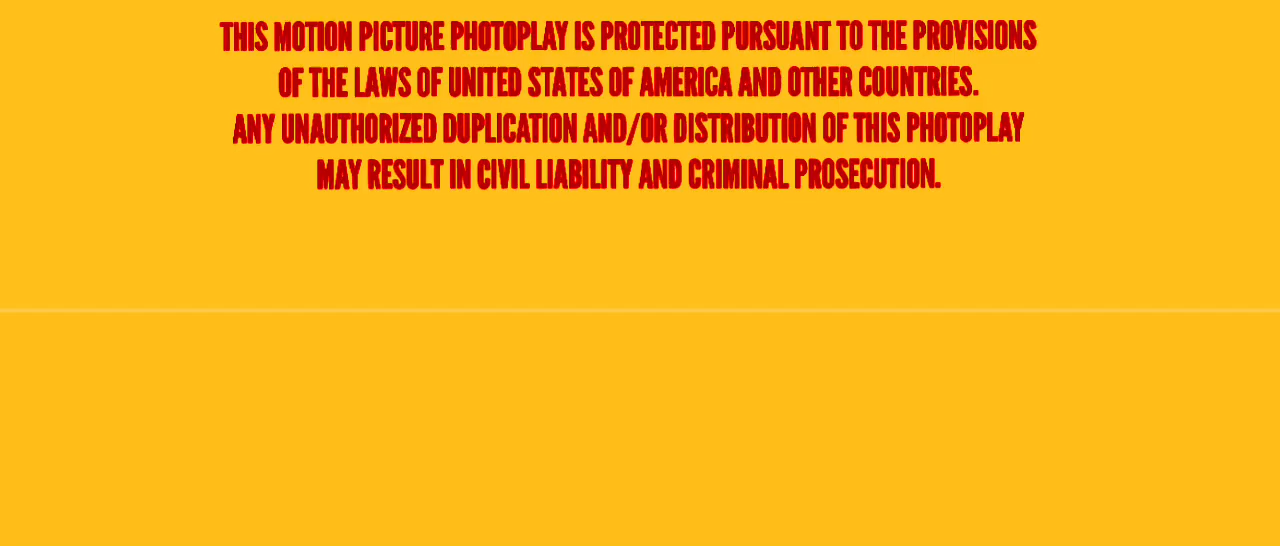 THIS MOTION PICTURE PHOTOPLAY IS PROTECTED PURSUANT TO THE PROVISIONS
OF THE LAWS OF UNITED STATES OF AMERICA AND OTHER COUNTRIES.
ANY UNAUTHORIZED DUPLICATION AND/OR DISTRIBUTION OF THIS PHOTOPLAY
MAY RESULT IN CIVIL LIABILITY AND CRIMINAL PROSECUTION.